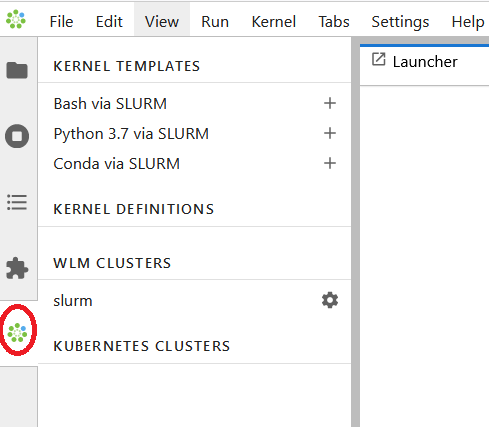 File Edit View Run Kernel Tabs Settings Help
KERNEL TEMPLATES
Launcher
Bash via SLURM
Python 3.7 via SLURM
Conda via SLURM
KERNEL DEFINITIONS
WLM CLUSTERS
slurm
KUBERNETES CLUSTERS